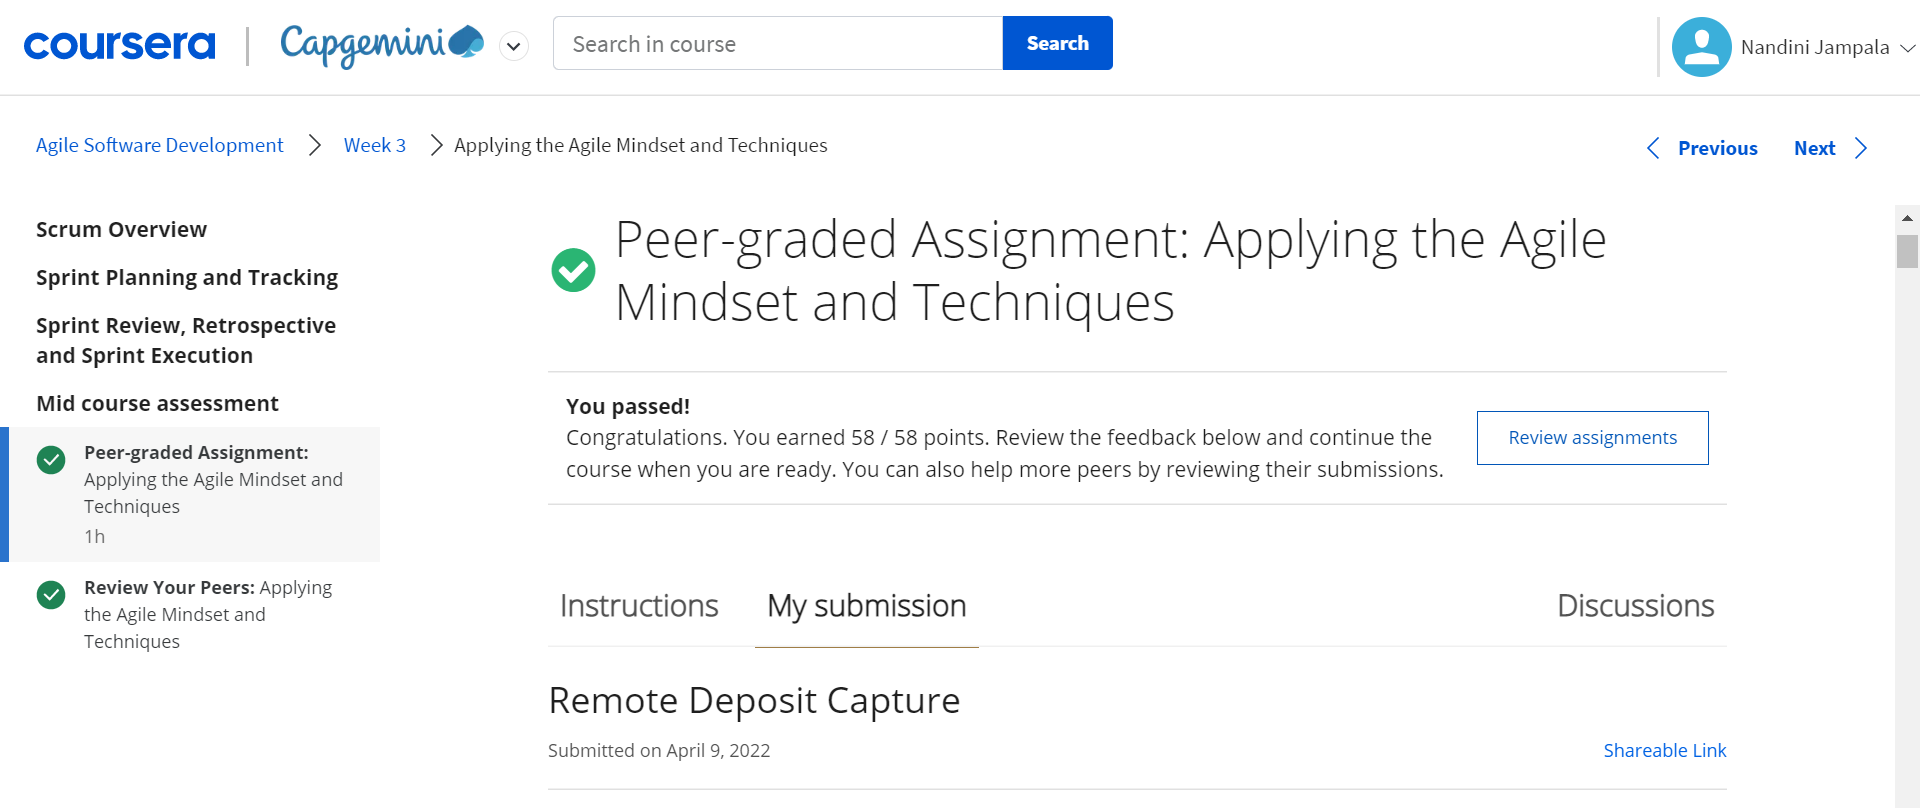 coursera
Capgemini
Search in course
Search
Nandini Jampala
Agile Software Development
Week 3
Applying the Agile Mindset and Techniques
Previous
Next
Scrum Overview
Sprint Planning and Tracking
Sprint Review, Retrospective
and Sprint Execution
Mid course assessment
Peer-graded Assignment:
Applying the Agile Mindset and
Techniques
1h
Review Your Peers: Applying
the Agile Mindset and
Techniques
Peer-graded Assignment: Applying the Agile
Mindset and Techniques
You passed!
Congratulations. You earned 58 / 58 points. Review the feedback below and continue the
course when you are ready. You can also help more peers by reviewing their submissions.
Review assignments
Instructions
My submission
Discussions
Remote Deposit Capture
Submitted on April 9, 2022
Shareable Link